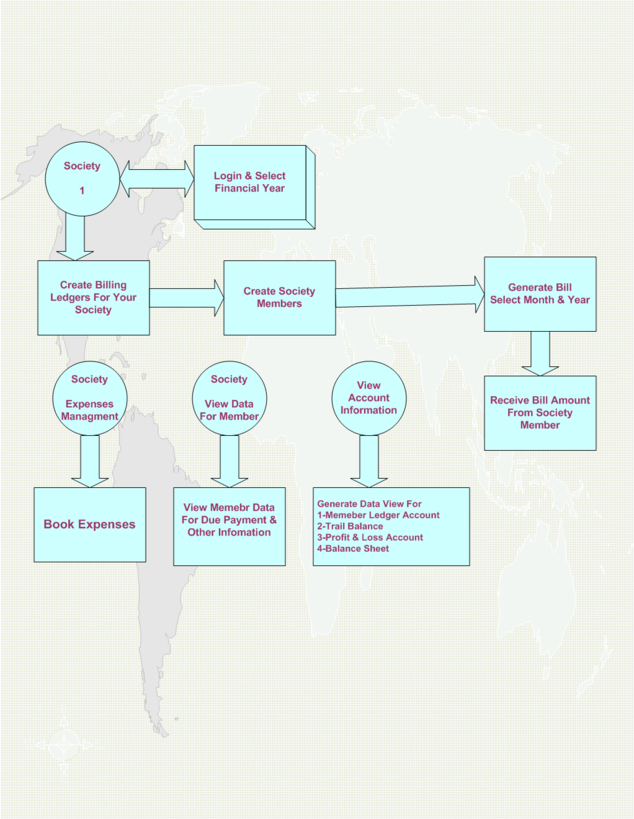 Society
1
Login & Select
Financial Year
Create Billing
Ledgers For Your
Society
Create Society
Members
Generate Bill
Select Month & Year
Receive Bill Amount
From Society
Member
Society
Expenses
Managment
Society
View Data
For Member
View
Account
Information
Book Expenses
View Memebr Data
For Due Payment &
Other Infomation
Generate Data View For
1-Memeber Ledger Account
2-Trail Balance
3-Profit & Loss Account
4-Balance Sheet